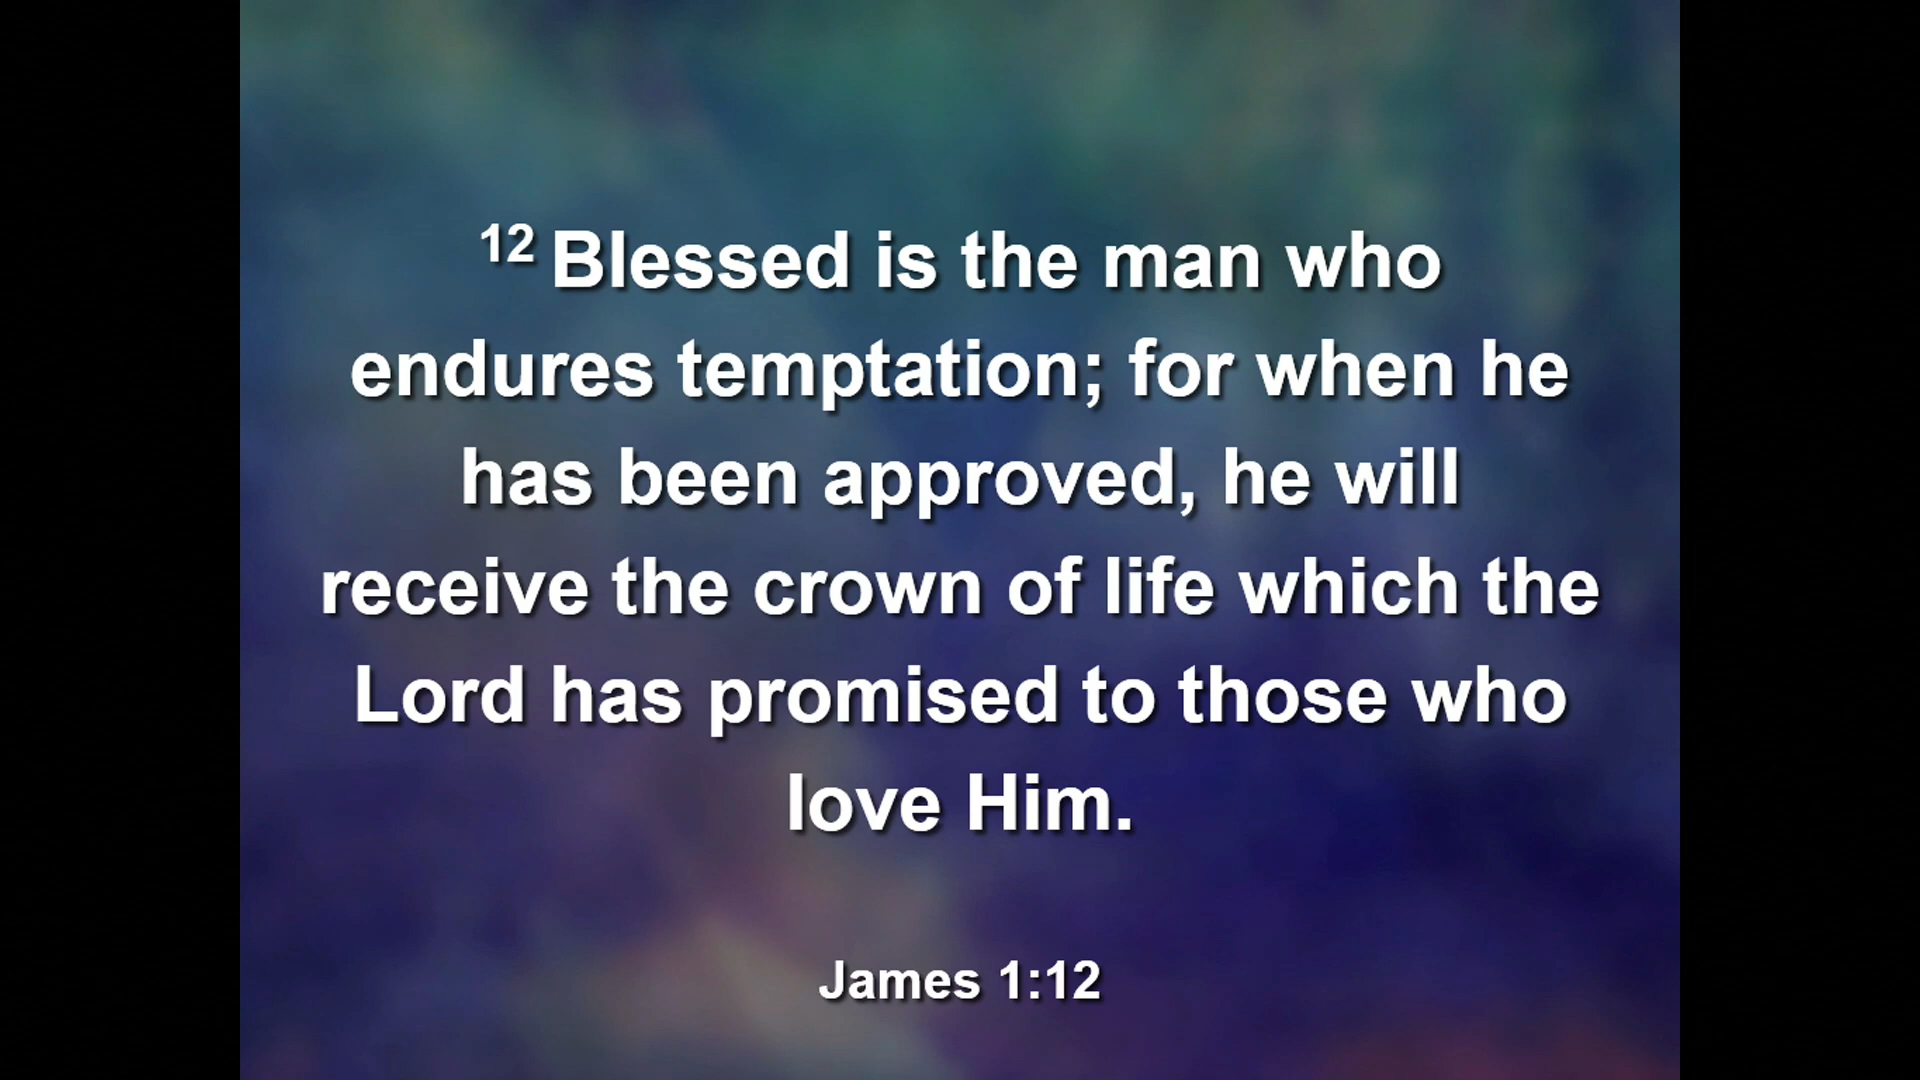 12 Blessed is the man who
endures temptation; for when he
has been approved, he will
receive the crown of life which the
Lord has promised to those who
love Him.
James 1:12